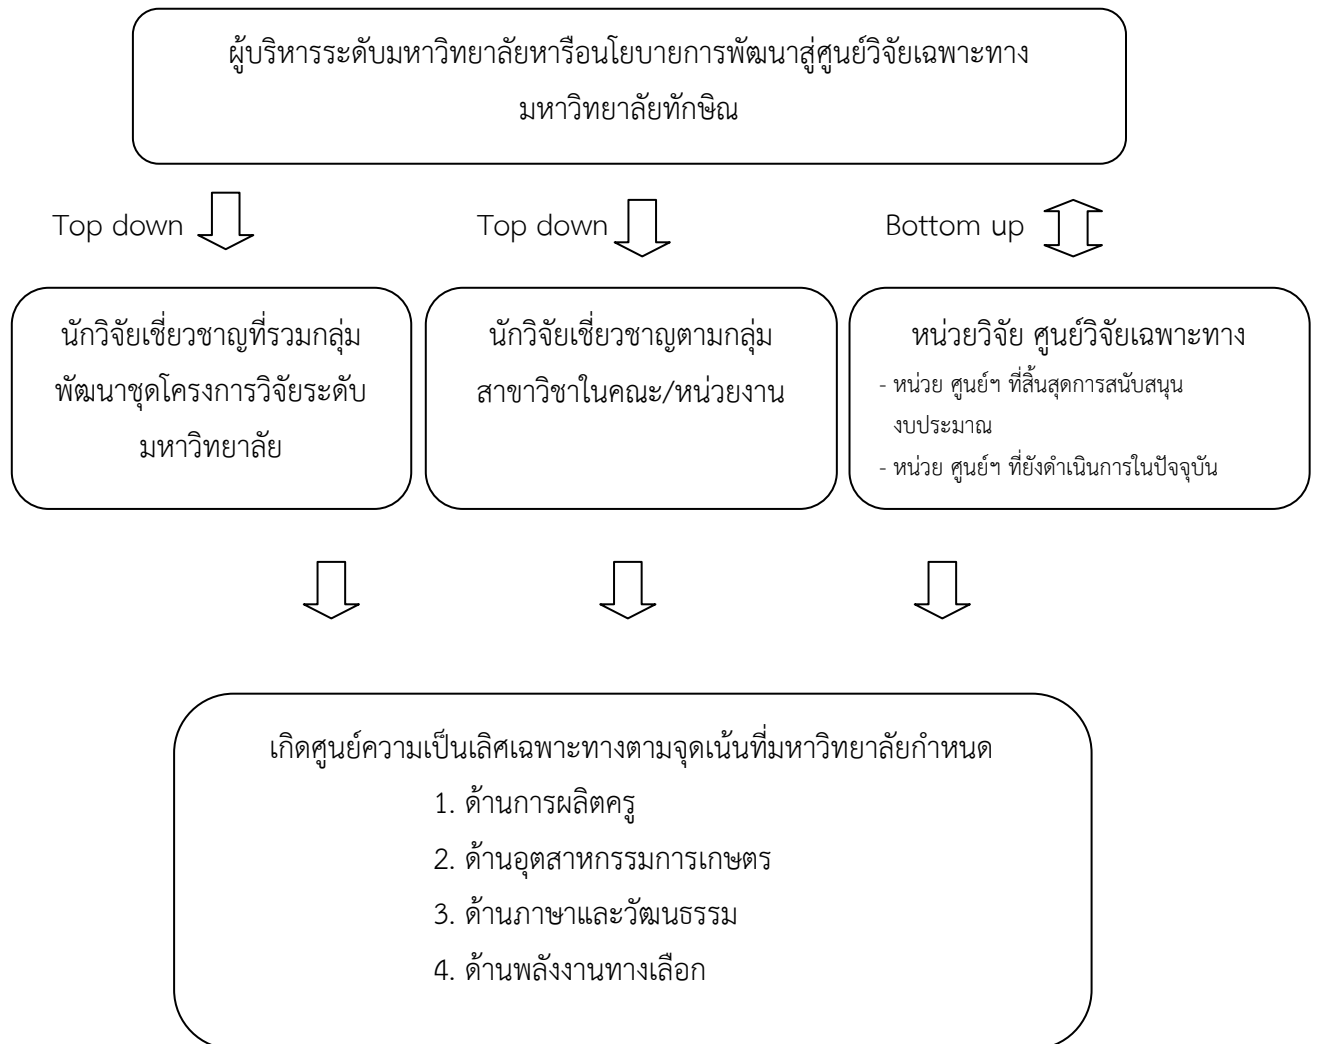 ผู้บริหารระดับมหาวิทยาลัยหารือนโยบายการพัฒนาสู่ศูนย์วิจัยเฉพาะทาง
มหาวิทยาลัยทักษิณ
Top down
Top down
Bottom up
นักวิจัยเชี่ยวชาญที่รวมกลุ่ม
พัฒนาชุดโครงการวิจัยระดับ
มหาวิทยาลัย
นักวิจัยเชี่ยวชาญตามกลุ่ม
สาขาวิชาในคณะ/หน่วยงาน
หน่วยวิจัย ศูนย์วิจัยเฉพาะทาง
- หน่วย ศูนย์ฯ ที่สิ้นสุดการสนับสนุน
งบประมาณ
- หน่วย ศูนย์ฯ ที่ยังดำเนินการในปัจจุบัน
เกิดศูนย์ความเป็นเลิศเฉพาะทางตามจุดเน้นที่มหาวิทยาลัยกำหนด
1. ด้านการผลิตครู
2. ด้านอุตสาหกรรมการเกษตร
3. ด้านภาษาและวัฒนธรรม
4. ด้านพลังงานทางเลือก